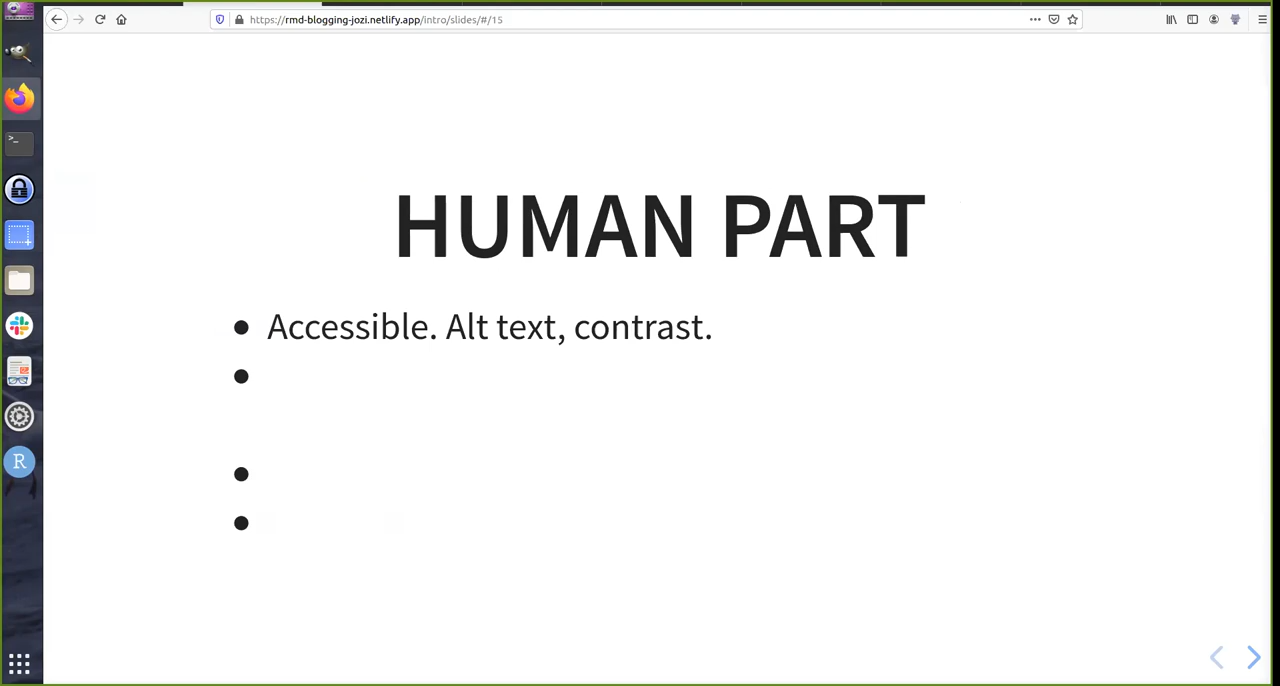 https://rmd-blogging-jozi.netlify.app/intro/slides/#/15
HUMAN PART
● Accessible. Alt text, contrast.
●
●
●
>_
R